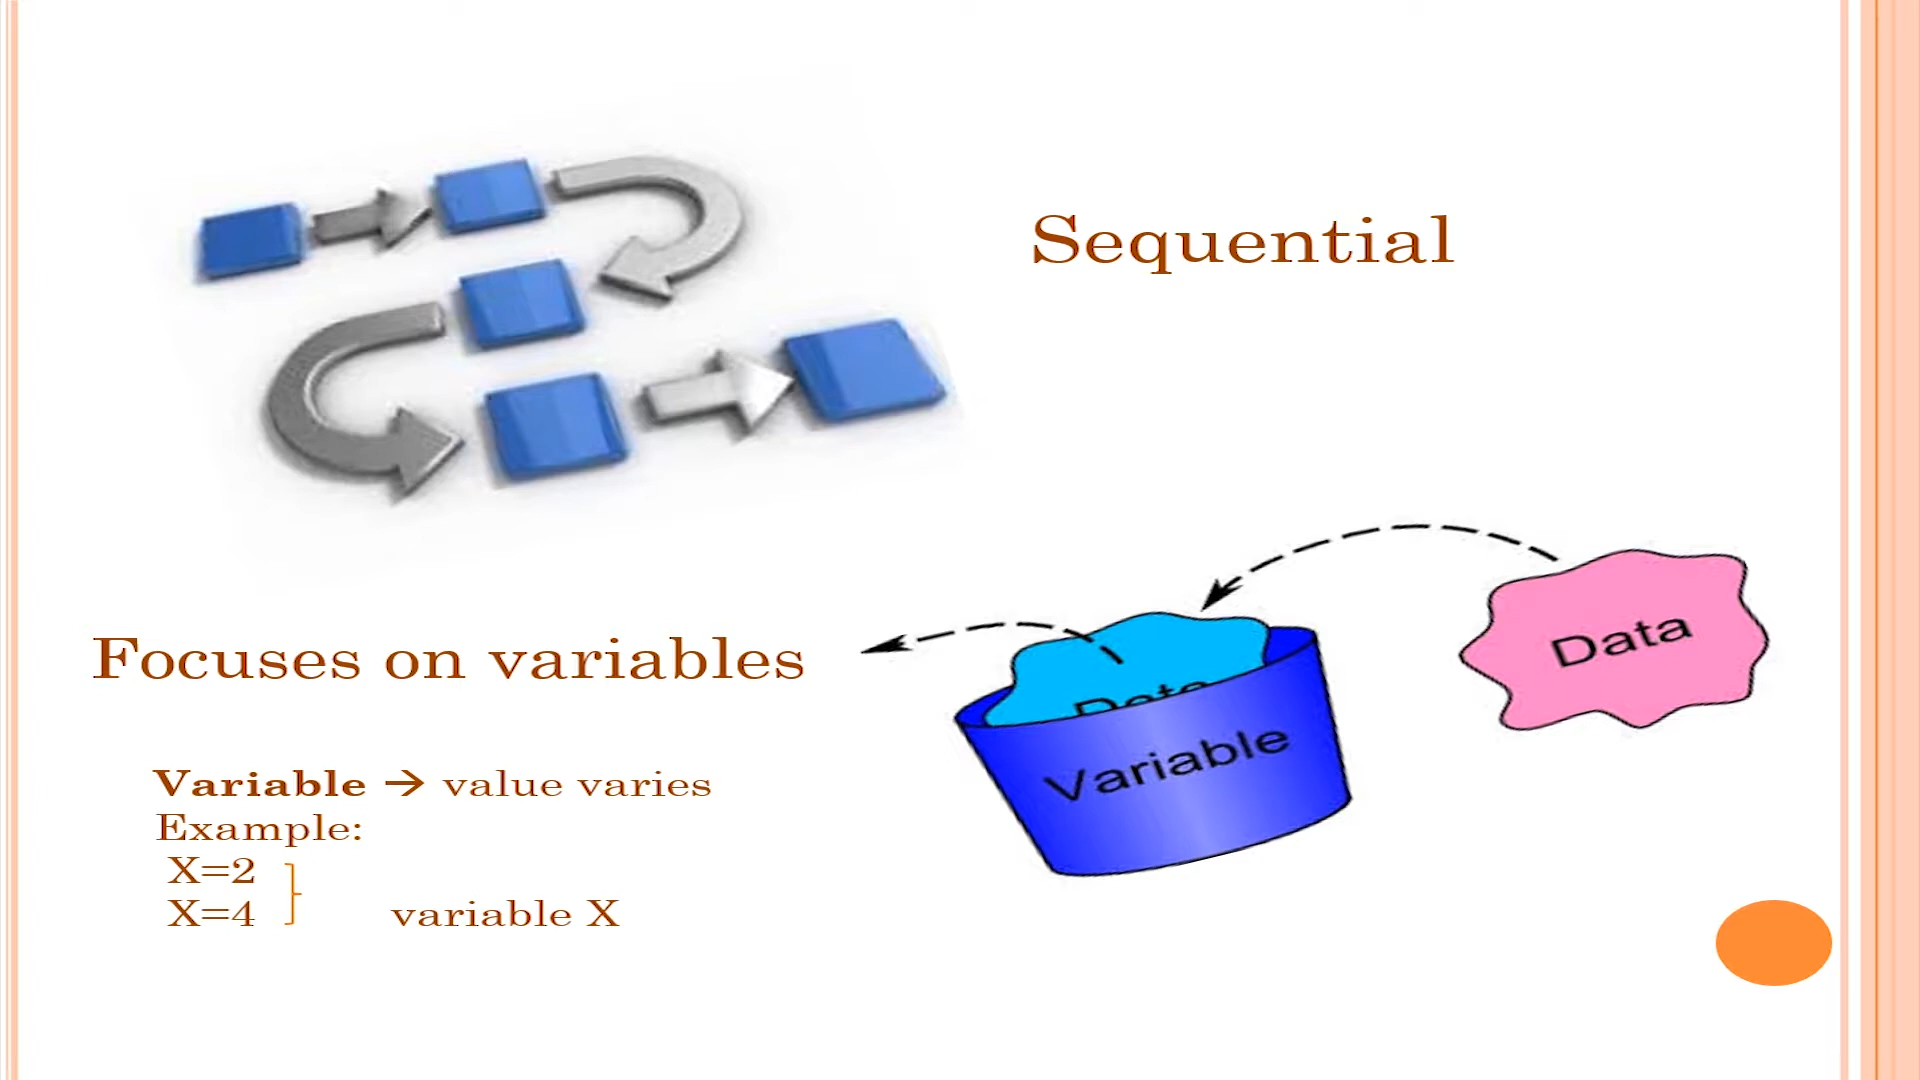 Sequential
Focuses on variables
Data
Data
Variable
Variable → value varies
Example:
X=2
X=4 variable X